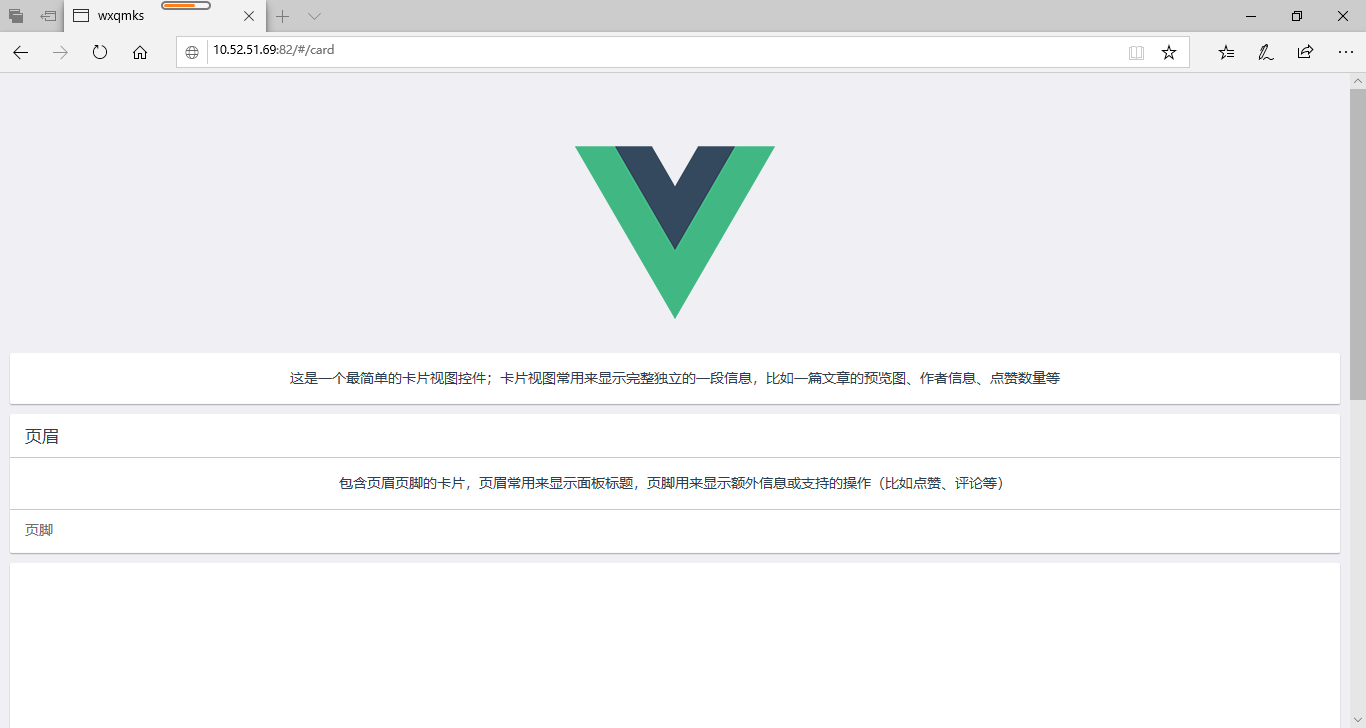 wxqmks
10.52.51.69:82/#/card
这是一个最简单的卡片视图控件；卡片视图常用来显示完整独立的一段信息，比如一篇文章的预览图、作者信息、点赞数量等
页眉
包含页眉页脚的卡片，页眉常用来显示面板标题，页脚用来显示额外信息或支持的操作（比如点赞、评论等）
页脚